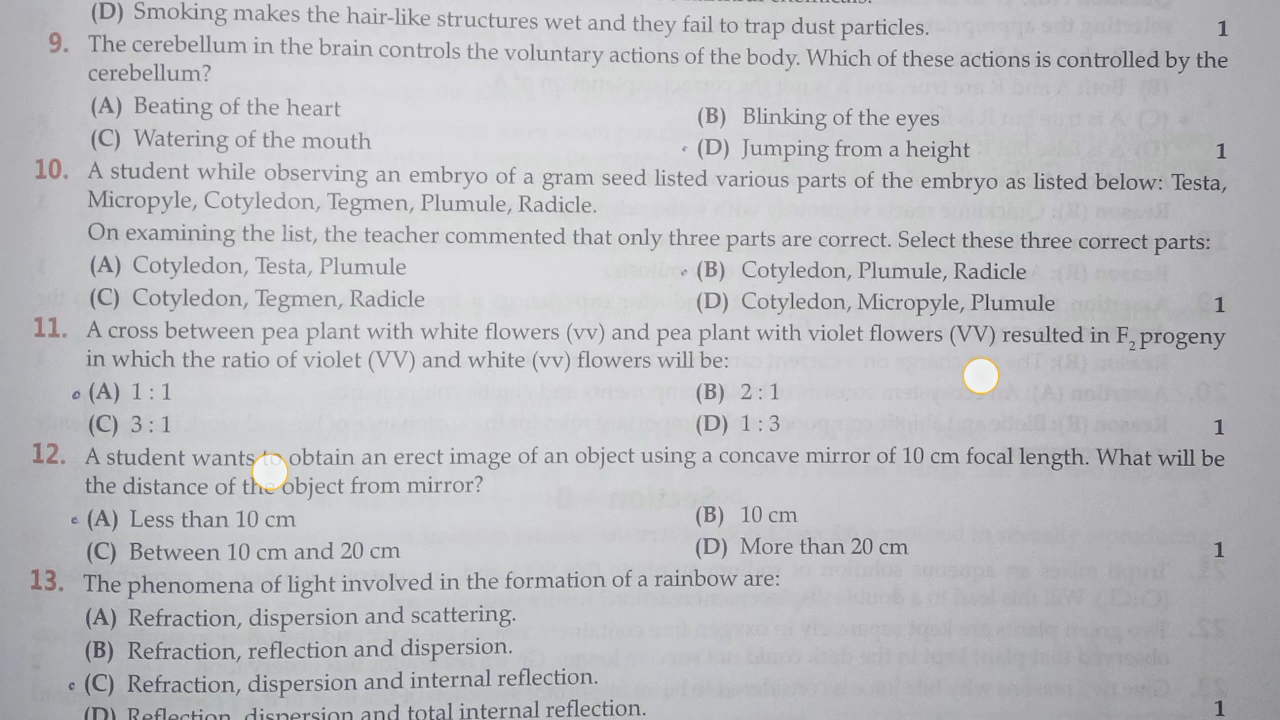 (D) Smoking makes the hair-like structures wet and they fail to trap dust particles. 1
9. The cerebellum in the brain controls the voluntary actions of the body. Which of these actions is controlled by the
cerebellum?
(A) Beating of the heart (B) Blinking of the eyes
(C) Watering of the mouth (D) Jumping from a height 1
10. A student while observing an embryo of a gram seed listed various parts of the embryo as listed below: Testa,
Micropyle, Cotyledon, Tegmen, Plumule, Radicle.
On examining the list, the teacher commented that only three parts are correct. Select these three correct parts:
(A) Cotyledon, Testa, Plumule (B) Cotyledon, Plumule, Radicle
(C) Cotyledon, Tegmen, Radicle (D) Cotyledon, Micropyle, Plumule 1
11. A cross between pea plant with white flowers (vv) and pea plant with violet flowers (VV) resulted in F₂ progeny
in which the ratio of violet (VV) and white (vv) flowers will be:
(A) 1 : 1 (B) 2 : 1
(C) 3 : 1 (D) 1 : 3 1
12. A student wants to obtain an erect image of an object using a concave mirror of 10 cm focal length. What will be
the distance of the object from mirror?
(A) Less than 10 cm (B) 10 cm
(C) Between 10 cm and 20 cm (D) More than 20 cm 1
13. The phenomena of light involved in the formation of a rainbow are:
(A) Refraction, dispersion and scattering.
(B) Refraction, reflection and dispersion.
(C) Refraction, dispersion and internal reflection.
(D) Reflection, dispersion and total internal reflection. 1